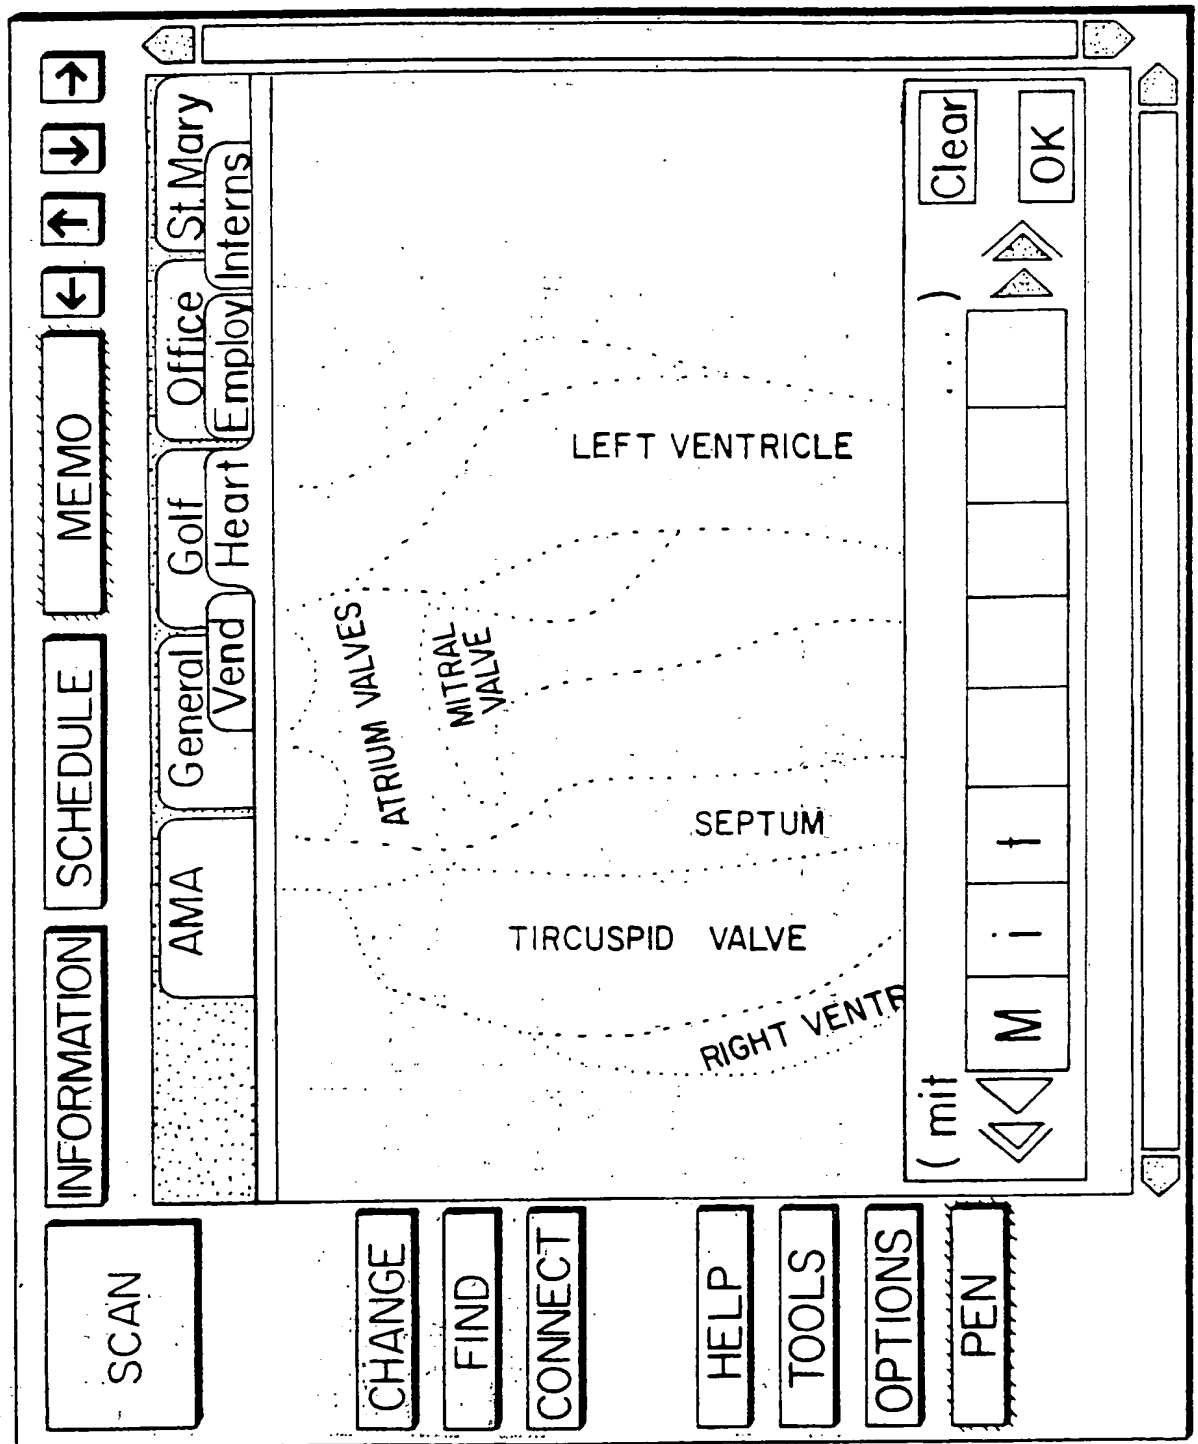 SCAN
INFORMATION SCHEDULE MEMO ← ↑ ↓ →
AMA General Golf Office St. Mary
Vend Heart Employ Interns
CHANGE
FIND
CONNECT
HELP
TOOLS
OPTIONS
PEN
ATRIUM VALVES
MITRAL
VALVE
LEFT VENTRICLE
SEPTUM
TIRCUSPID VALVE
RIGHT VENTR
( mit . . . ) Clear
M i t
OK